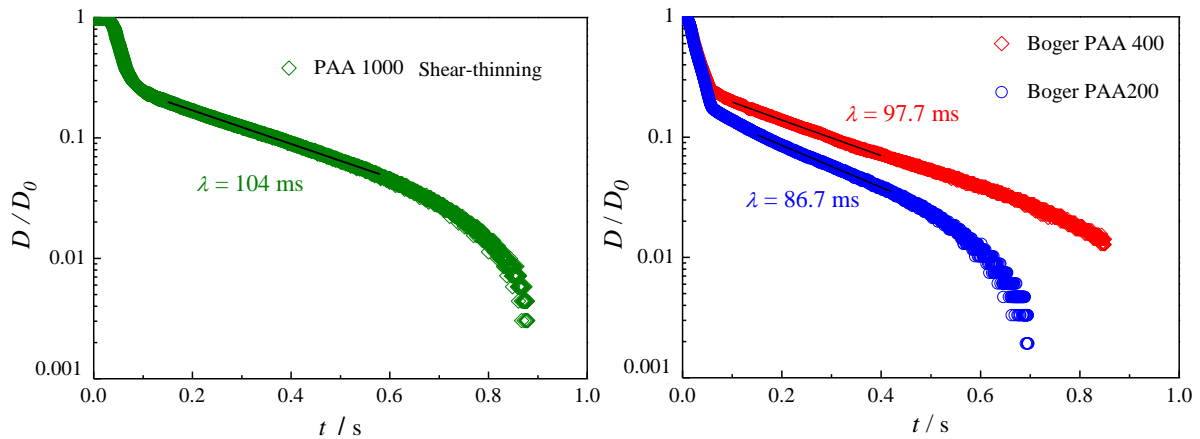 1
0.1
0.01
0.001
D / D0
PAA 1000 Shear-thinning
λ = 104 ms
0.0 0.2 0.4 0.6 0.8 1.0
t / s
1
0.1
0.01
0.001
D / D0
Boger PAA 400
Boger PAA200
λ = 97.7 ms
λ = 86.7 ms
0.0 0.2 0.4 0.6 0.8 1.0
t / s